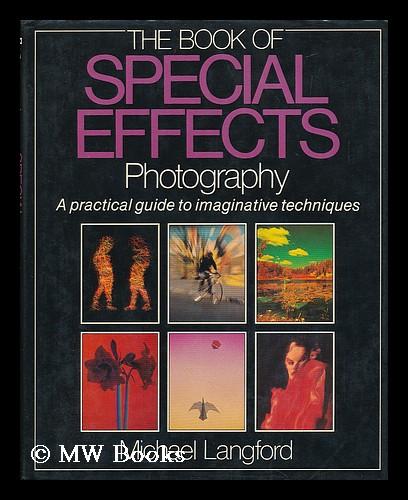 THE BOOK OF
SPECIAL
EFFECTS
Photography
A practical guide to imaginative techniques
Michael Langford
© MW Books